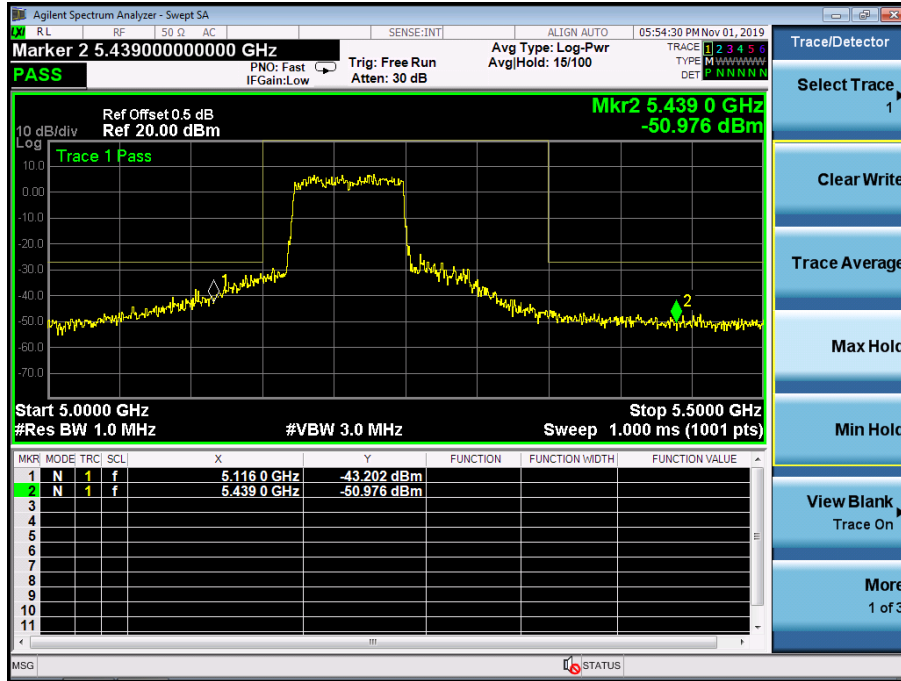 Agilent Spectrum Analyzer - Swept SA
LXI RL RF 50 Ω AC SENSE:INT ALIGN AUTO 05:54:30 PM Nov 01, 2019
Marker 2 5.439000000000 GHz
PASS
PNO: Fast
IFGain:Low
Trig: Free Run
Atten: 30 dB
Avg Type: Log-Pwr
Avg|Hold: 15/100
TRACE 1 2 3 4 5 6
TYPE M WWWWW
DET P N N N N N
Mkr2 5.439 0 GHz
-50.976 dBm
Ref Offset 0.5 dB
10 dB/div Ref 20.00 dBm
Log
Trace 1 Pass
10.0
0.00
-10.0
-20.0
-30.0
-40.0
-50.0
-60.0
-70.0
1
2
Start 5.0000 GHz Stop 5.5000 GHz
#Res BW 1.0 MHz #VBW 3.0 MHz Sweep 1.000 ms (1001 pts)
MKR MODE TRC SCL X Y FUNCTION FUNCTION WIDTH FUNCTION VALUE
1 N 1 f 5.116 0 GHz -43.202 dBm
2 N 1 f 5.439 0 GHz -50.976 dBm
3
4
5
6
7
8
9
10
11
MSG STATUS
Trace/Detector
Select Trace
1
Clear Write
Trace Average
Max Hold
Min Hold
View Blank
Trace On
More
1 of 3